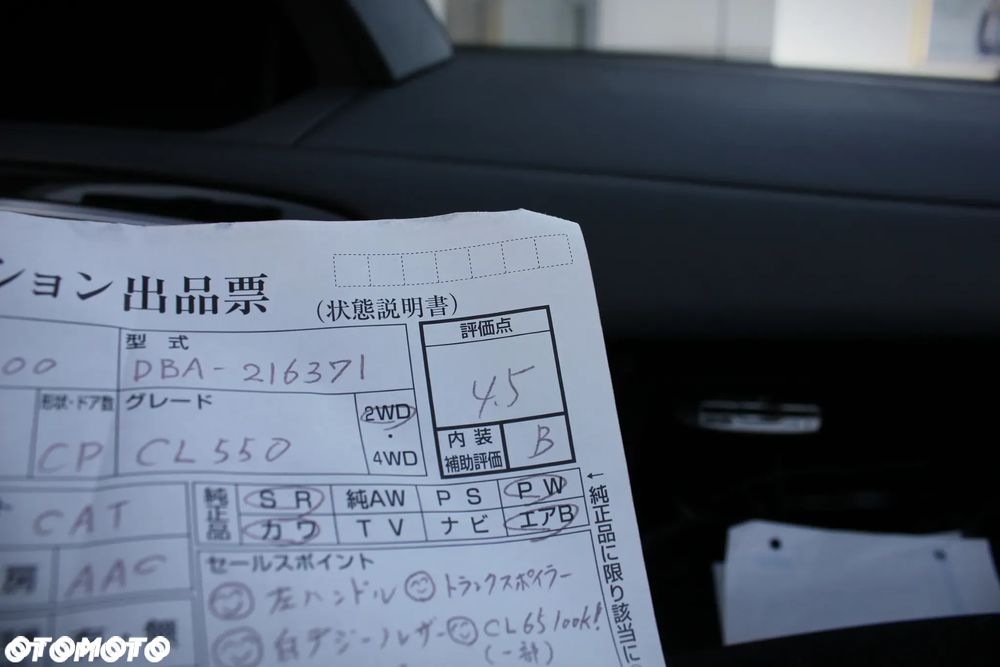 ション 出品票
(状態説明書)
評価点
4.5
内装
補助評価
B
型 式
00
DBA-216371
形状・ドア数
CP
グレード
CL550
2WD
・
4WD
CAT
房
AAC
純正品
S R 純AW P S P W
カワ T V ナビ エアB
←純正品に限り該当に
セールスポイント
左ハンドル トランクスポイラー
白デジーノレザー CL65 look!
(一部)
OTOMOTO